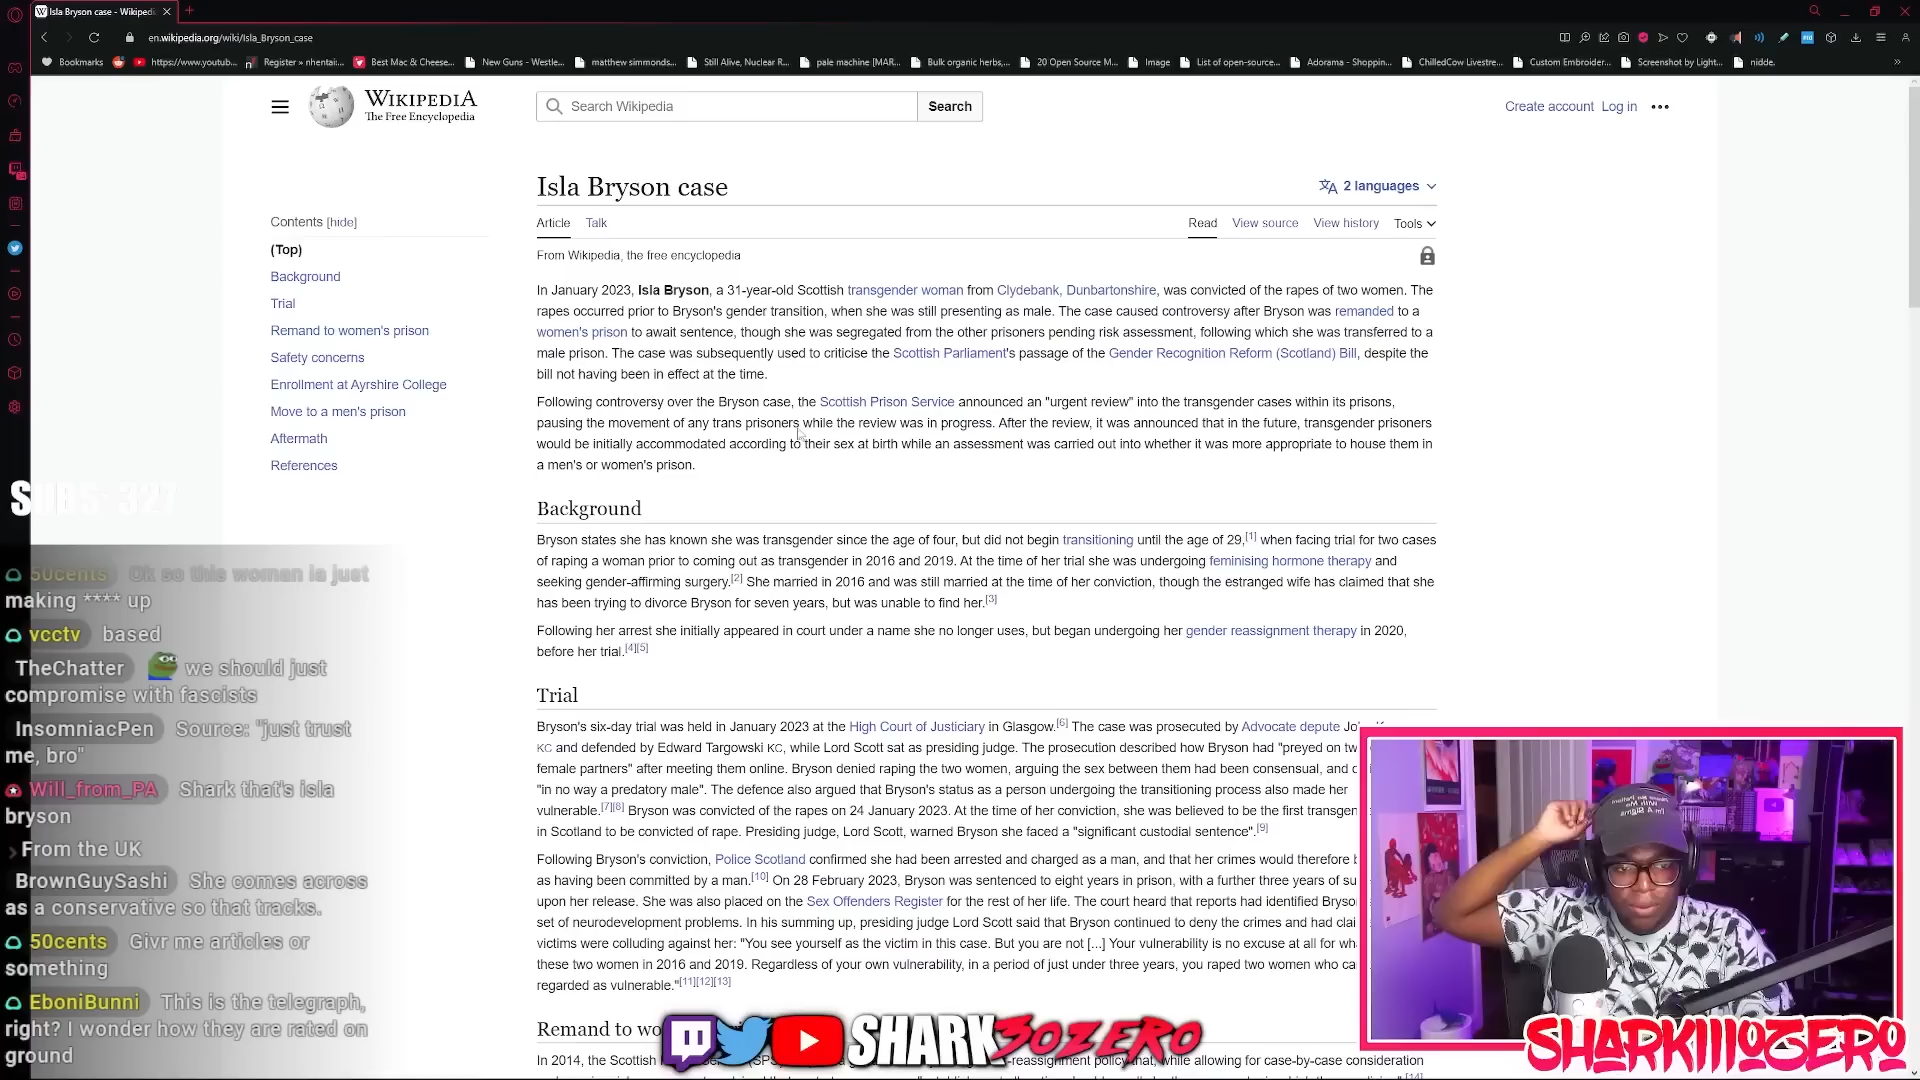 Isla Bryson case - Wikipedi
en.wikipedia.org/wiki/Isla_Bryson_case
Bookmarks https://www.youtub... Register » nhentai:... Best Mac & Cheese... New Guns - Westle... matthew simmonds... Still Alive, Nuclear R... pale machine [MAR... Bulk organic herbs,... 20 Open Source M... Image List of open-source... Adorama - Shoppin... ChilledCow Livestre... Custom Embroider... Screenshot by Light... nidde. »
WIKIPEDIA
The Free Encyclopedia
Search Wikipedia Search
Create account Log in •••
Isla Bryson case
2 languages
Contents [hide]
(Top)
Background
Trial
Remand to women's prison
Safety concerns
Enrollment at Ayrshire College
Move to a men's prison
Aftermath
References
Article Talk Read View source View history Tools
From Wikipedia, the free encyclopedia
In January 2023, Isla Bryson, a 31-year-old Scottish transgender woman from Clydebank, Dunbartonshire, was convicted of the rapes of two women. The
rapes occurred prior to Bryson's gender transition, when she was still presenting as male. The case caused controversy after Bryson was remanded to a
women's prison to await sentence, though she was segregated from the other prisoners pending risk assessment, following which she was transferred to a
male prison. The case was subsequently used to criticise the Scottish Parliament's passage of the Gender Recognition Reform (Scotland) Bill, despite the
bill not having been in effect at the time.
Following controversy over the Bryson case, the Scottish Prison Service announced an "urgent review" into the transgender cases within its prisons,
pausing the movement of any trans prisoners while the review was in progress. After the review, it was announced that in the future, transgender prisoners
would be initially accommodated according to their sex at birth while an assessment was carried out into whether it was more appropriate to house them in
a men's or women's prison.
Background
Bryson states she has known she was transgender since the age of four, but did not begin transitioning until the age of 29,[1] when facing trial for two cases
of raping a woman prior to coming out as transgender in 2016 and 2019. At the time of her trial she was undergoing feminising hormone therapy and
seeking gender-affirming surgery.[2] She married in 2016 and was still married at the time of her conviction, though the estranged wife has claimed that she
has been trying to divorce Bryson for seven years, but was unable to find her.[3]
Following her arrest she initially appeared in court under a name she no longer uses, but began undergoing her gender reassignment therapy in 2020,
before her trial.[4][5]
Trial
Bryson's six-day trial was held in January 2023 at the High Court of Justiciary in Glasgow.[6] The case was prosecuted by Advocate depute
KC and defended by Edward Targowski KC, while Lord Scott sat as presiding judge. The prosecution described how Bryson had "preyed on
female partners" after meeting them online. Bryson denied raping the two women, arguing the sex between them had been consensual, and
"in no way a predatory male". The defence also argued that Bryson's status as a person undergoing the transitioning process also made her
vulnerable.[7][8] Bryson was convicted of the rapes on 24 January 2023. At the time of her conviction, she was believed to be the first transgen
in Scotland to be convicted of rape. Presiding judge, Lord Scott, warned Bryson she faced a "significant custodial sentence".[9]
Following Bryson's conviction, Police Scotland confirmed she had been arrested and charged as a man, and that her crimes would therefore
as having been committed by a man.[10] On 28 February 2023, Bryson was sentenced to eight years in prison, with a further three years of su
upon her release. She was also placed on the Sex Offenders Register for the rest of her life. The court heard that reports had identified Bryso
set of neurodevelopment problems. In his summing up, presiding judge Lord Scott said that Bryson continued to deny the crimes and had clai
victims were colluding against her: "You see yourself as the victim in this case. But you are not [...] Your vulnerability is no excuse at all for wh
these two women in 2016 and 2019. Regardless of your own vulnerability, in a period of just under three years, you raped two women who ca
regarded as vulnerable."[11][12][13]
Remand to wo
In 2014, the Scottish
-reassignment policy that, while allowing for case-by-case consideration
SUBS: 327
50cents Ok so this woman ia just
making **** up
vcctv based
TheChatter we should just
compromise with fascists
InsomniacPen Source: "just trust
me, bro"
Will_from_PA Shark that's isla
bryson
From the UK
BrownGuySashi She comes across
as a conservative so that tracks.
50cents Givr me articles or
something
EboniBunni This is the telegraph,
right? I wonder how they are rated on
ground
SHARK3OZERO
SHARKIIIOZERO